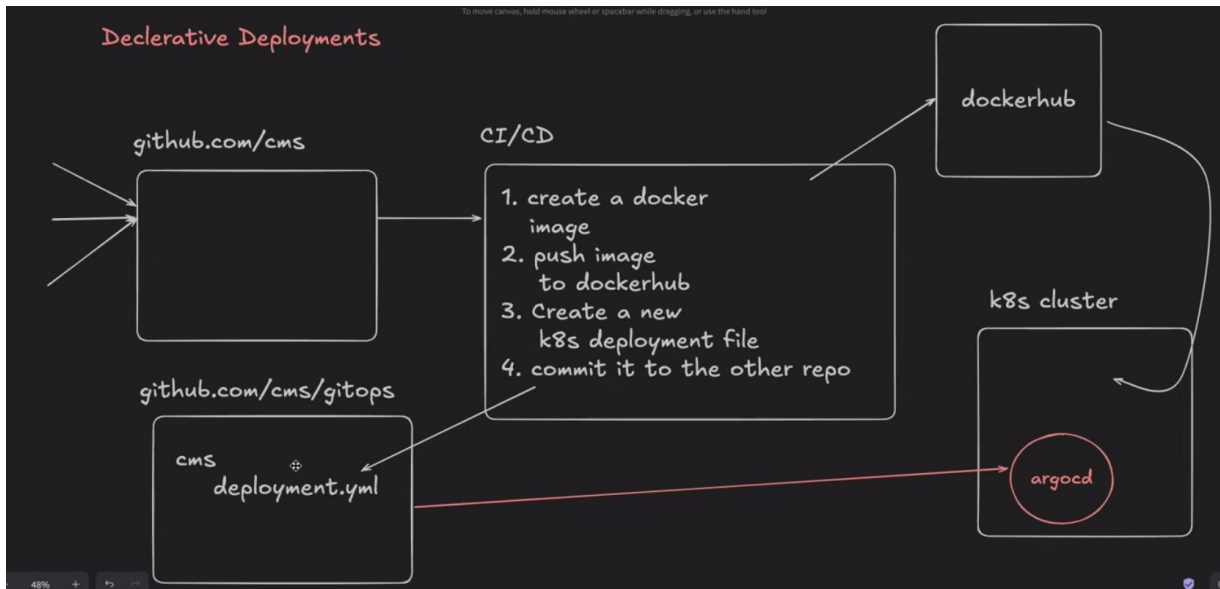 To move canvas, hold mouse wheel or spacebar while dragging, or use the hand tool
Declerative Deployments
dockerhub
github.com/cms
CI/CD
1. create a docker
image
2. push image
to dockerhub
3. Create a new
k8s deployment file
4. commit it to the other repo
k8s cluster
github.com/cms/gitops
cms
deployment.yml
argocd
48%